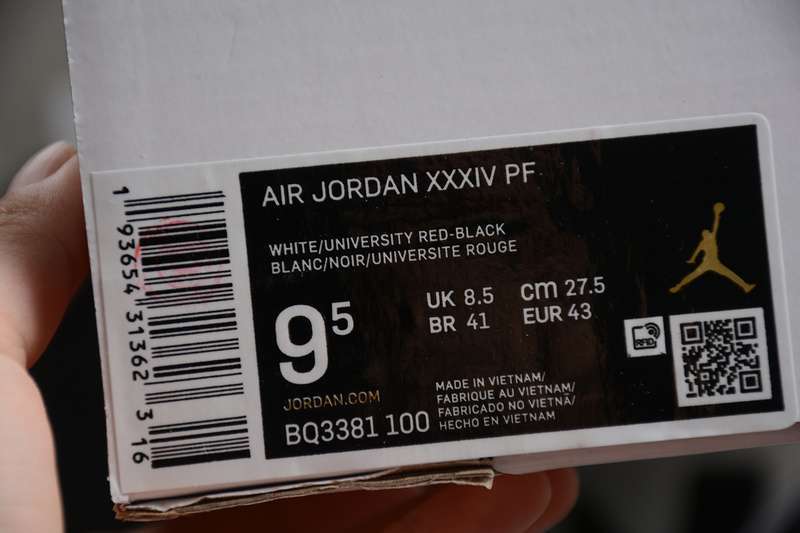 AIR JORDAN XXXIV PF
WHITE/UNIVERSITY RED-BLACK
BLANC/NOIR/UNIVERSITE ROUGE
9 5
UK 8.5 cm 27.5
BR 41 EUR 43
RFID
JORDAN.COM
BQ3381 100
MADE IN VIETNAM/
FABRIQUE AU VIETNAM/
FABRICADO NO VIETNÃ/
HECHO EN VIETNAM
1 93654 31362 3 16